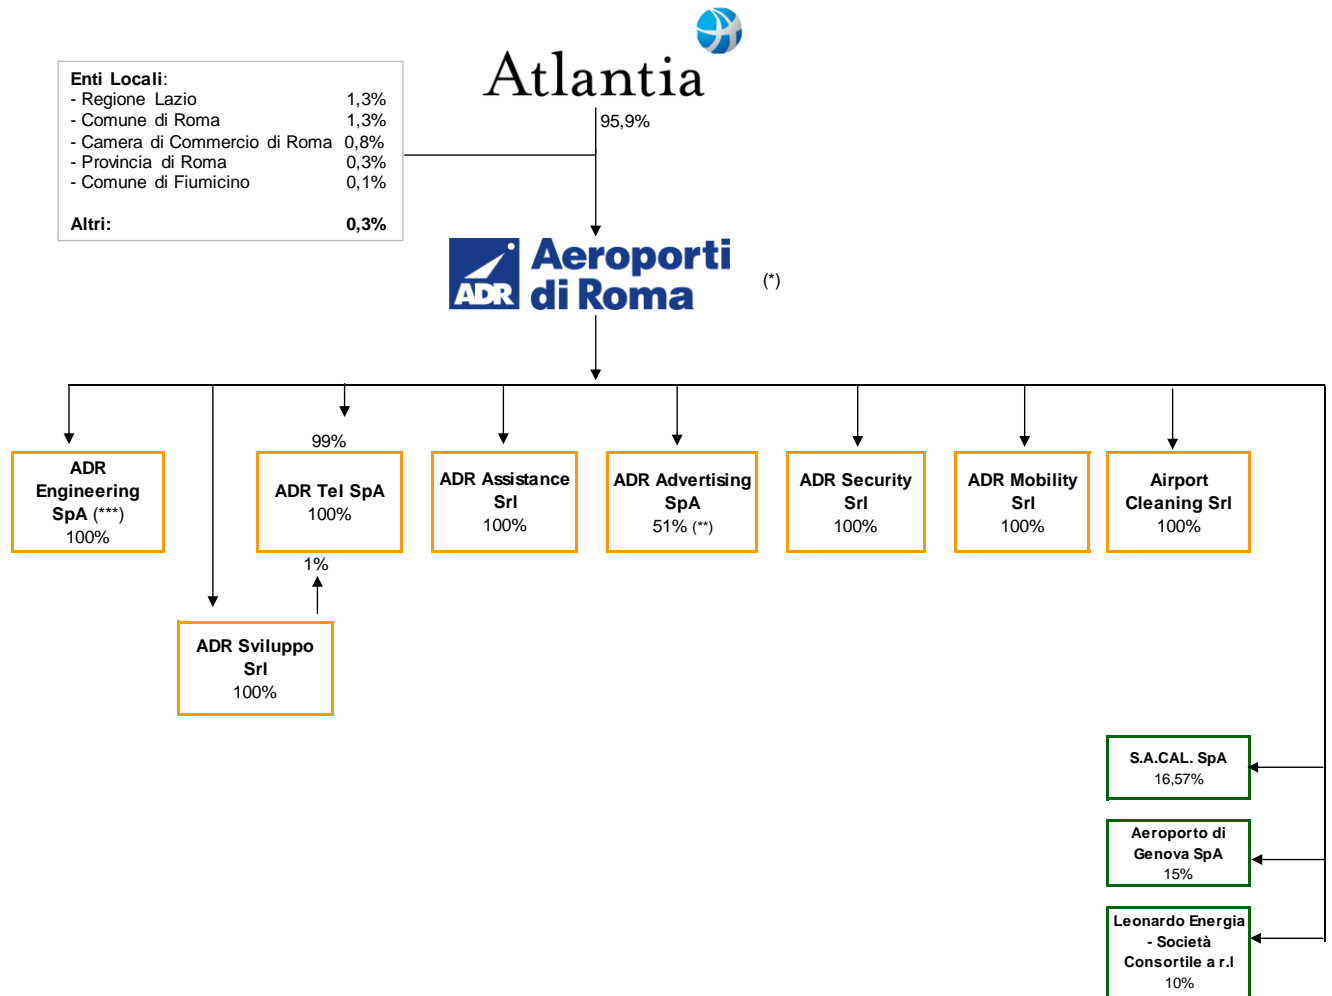 Atlantia
Enti Locali:
- Regione Lazio 1,3%
- Comune di Roma 1,3%
- Camera di Commercio di Roma 0,8%
- Provincia di Roma 0,3%
- Comune di Fiumicino 0,1%
Altri: 0,3%
95,9%
ADR
Aeroporti
di Roma
(*)
ADR
Engineering
SpA (***)
100%
99%
ADR Tel SpA
100%
1%
ADR Assistance
Srl
100%
ADR Advertising
SpA
51% (**)
ADR Security
Srl
100%
ADR Mobility
Srl
100%
Airport
Cleaning Srl
100%
ADR Sviluppo
Srl
100%
S.A.CAL. SpA
16,57%
Aeroporto di
Genova SpA
15%
Leonardo Energia
- Società
Consortile a r.l
10%